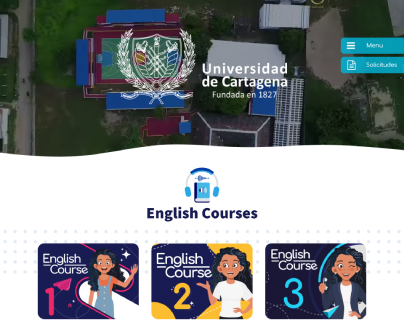 Menu
Solicitudes
Universidad
de Cartagena
Fundada en 1827
English Courses
English
Course
1
English
Course
2
English
Course
3